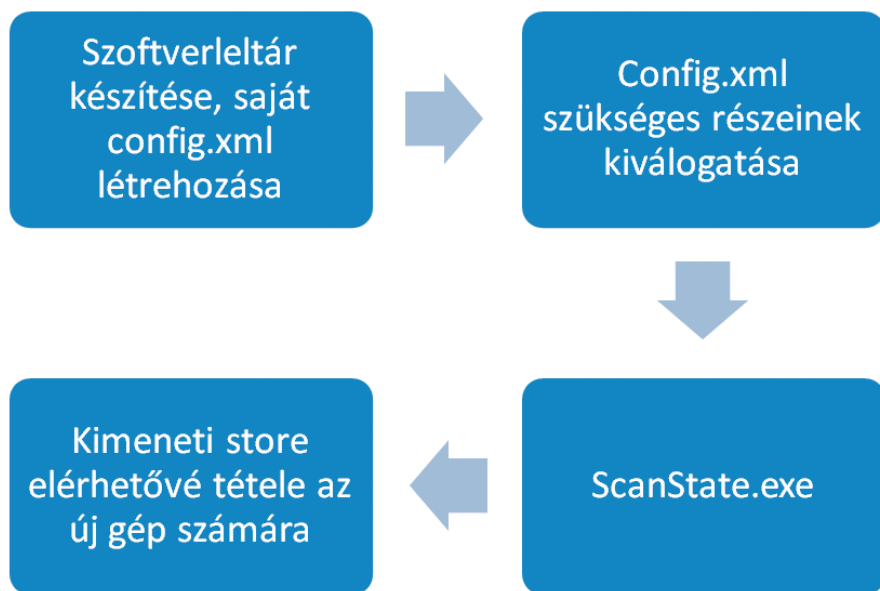 Szoftverleltár
készítése, saját
config.xml
létrehozása
Config.xml
szükséges részeinek
kiválogatása
ScanState.exe
Kimeneti store
elérhetővé tétele az
új gép számára